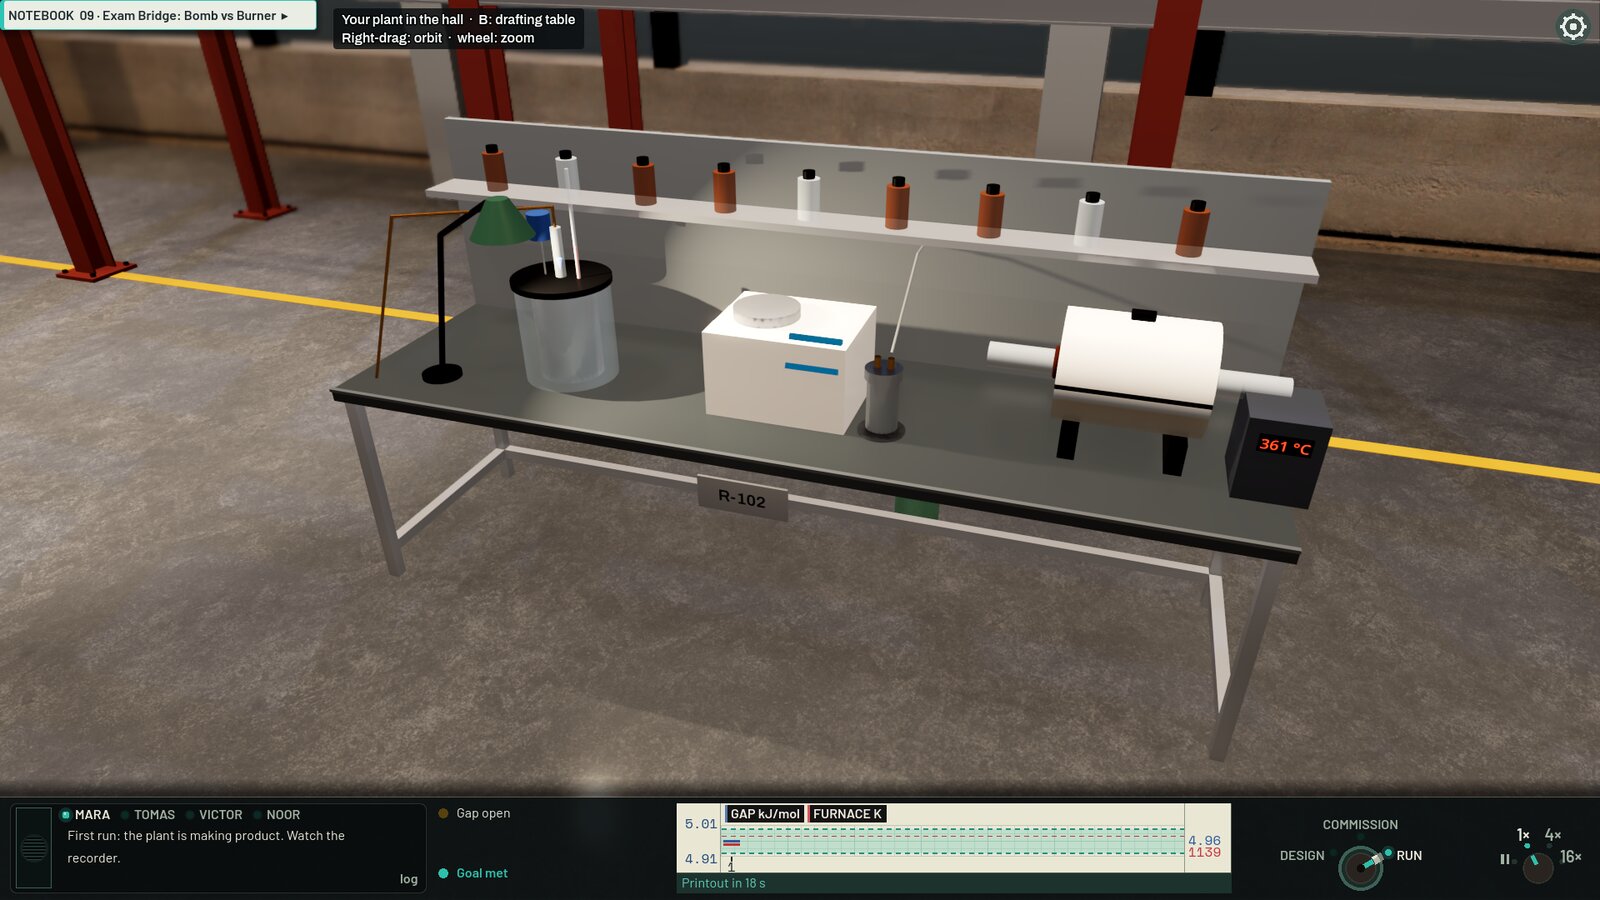 NOTEBOOK 09 · Exam Bridge: Bomb vs Burner ▸
Your plant in the hall · B: drafting table
Right-drag: orbit · wheel: zoom
361 °C
R-102
MARA TOMAS VICTOR NOOR
First run: the plant is making product. Watch the
recorder.
log
Gap open
Goal met
GAP kJ/mol FURNACE K
5.01
4.91
4.96
1139
1
Printout in 18 s
COMMISSION
DESIGN
RUN
1x 4x
16x